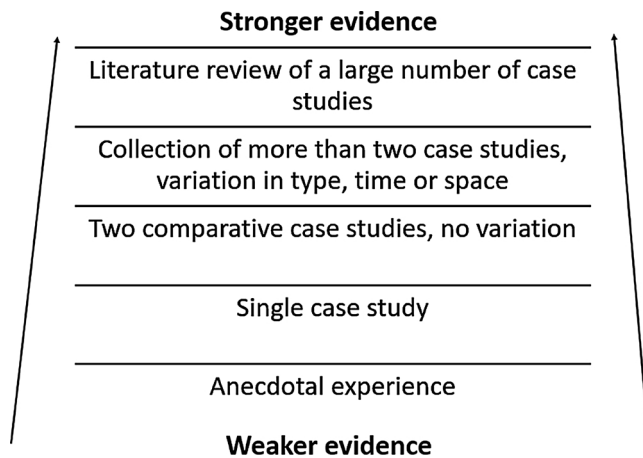 Stronger evidence
Literature review of a large number of case
studies
Collection of more than two case studies,
variation in type, time or space
Two comparative case studies, no variation
Single case study
Anecdotal experience
Weaker evidence